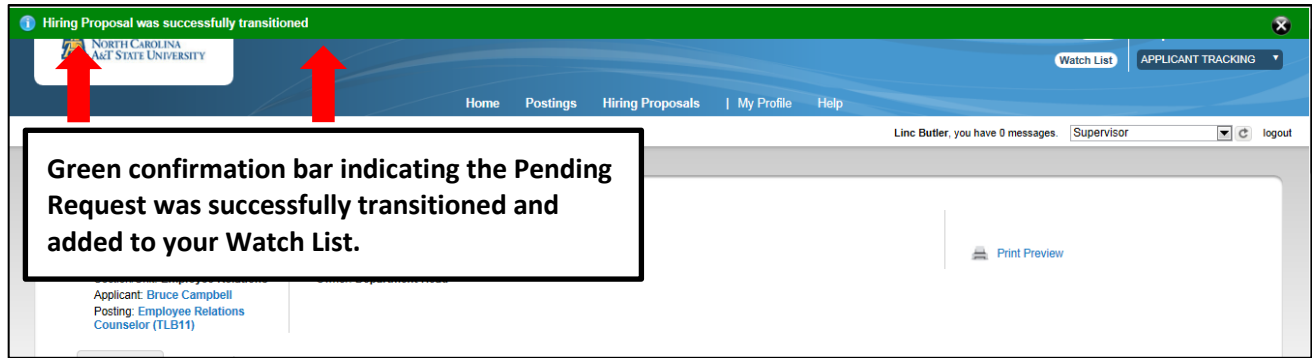 Hiring Proposal was successfully transitioned
NORTH CAROLINA
A&T STATE UNIVERSITY
Watch List
APPLICANT TRACKING
Home Postings Hiring Proposals | My Profile Help
Linc Butler, you have 0 messages. Supervisor logout
Green confirmation bar indicating the Pending
Request was successfully transitioned and
added to your Watch List.
Print Preview
Applicant: Bruce Campbell
Posting: Employee Relations
Counselor (TLB11)